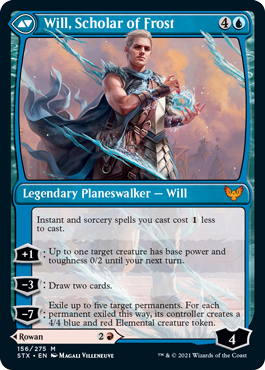 Will, Scholar of Frost 4
Legendary Planeswalker — Will
Instant and sorcery spells you cast cost 1 less
to cast.
+1: Up to one target creature has base power and
toughness 0/2 until your next turn.
−3: Draw two cards.
−7: Exile up to five target permanents. For each
permanent exiled this way, its controller creates a
4/4 blue and red Elemental creature token.
Rowan 2
4
156/275 M
STX • EN MAGALI VILLENEUVE
™ & © 2021 Wizards of the Coast